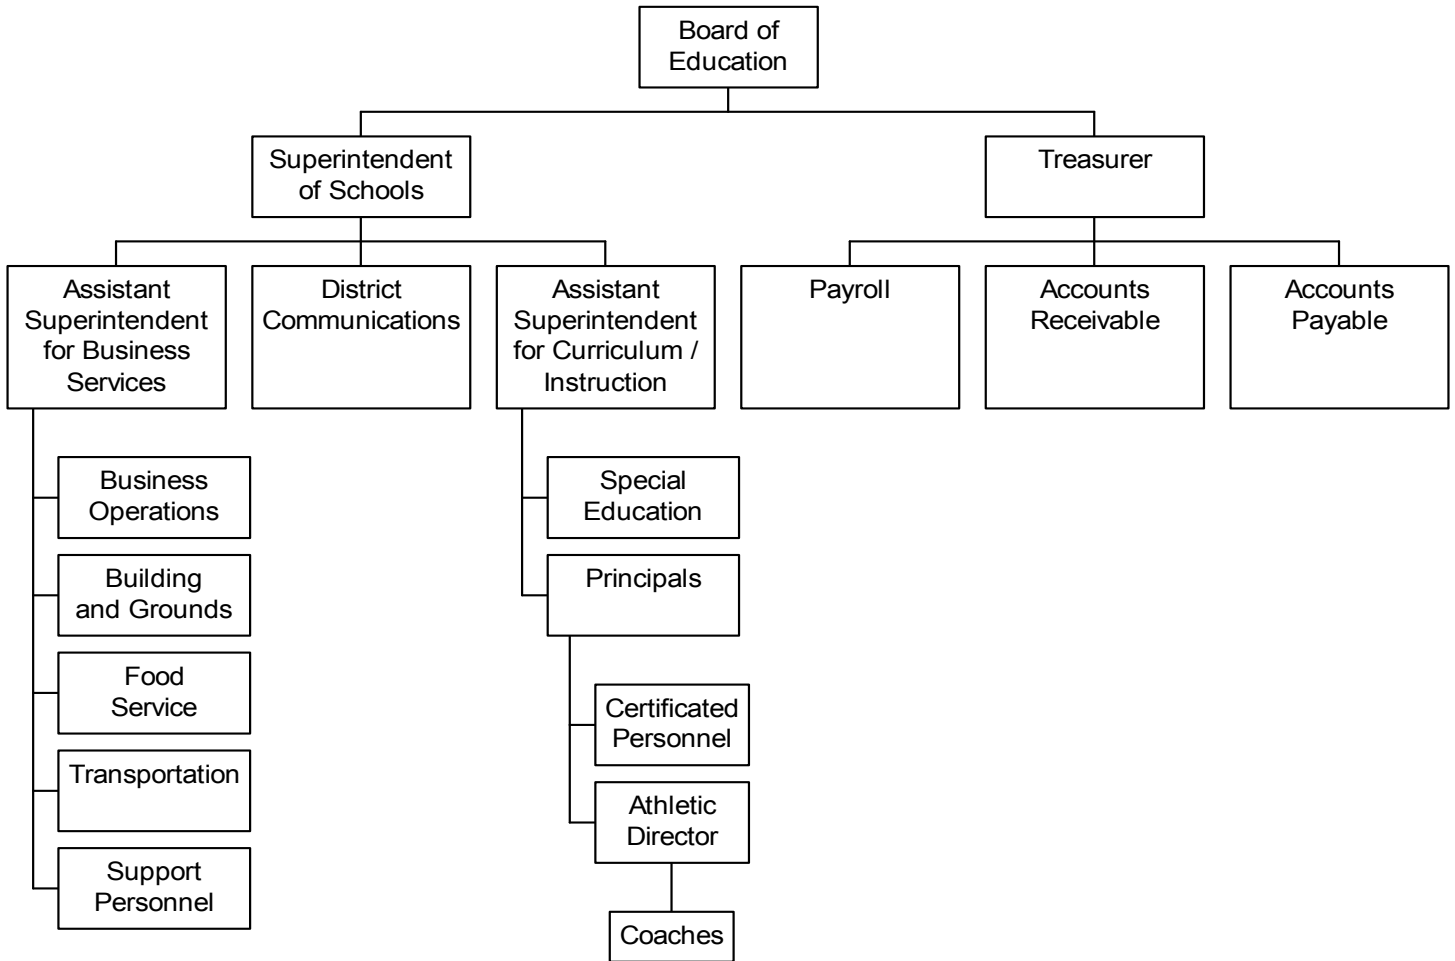 Board of
Education
Superintendent
of Schools
Treasurer
Assistant
Superintendent
for Business
Services
District
Communications
Assistant
Superintendent
for Curriculum /
Instruction
Payroll
Accounts
Receivable
Accounts
Payable
Business
Operations
Building
and Grounds
Food
Service
Transportation
Support
Personnel
Special
Education
Principals
Certificated
Personnel
Athletic
Director
Coaches